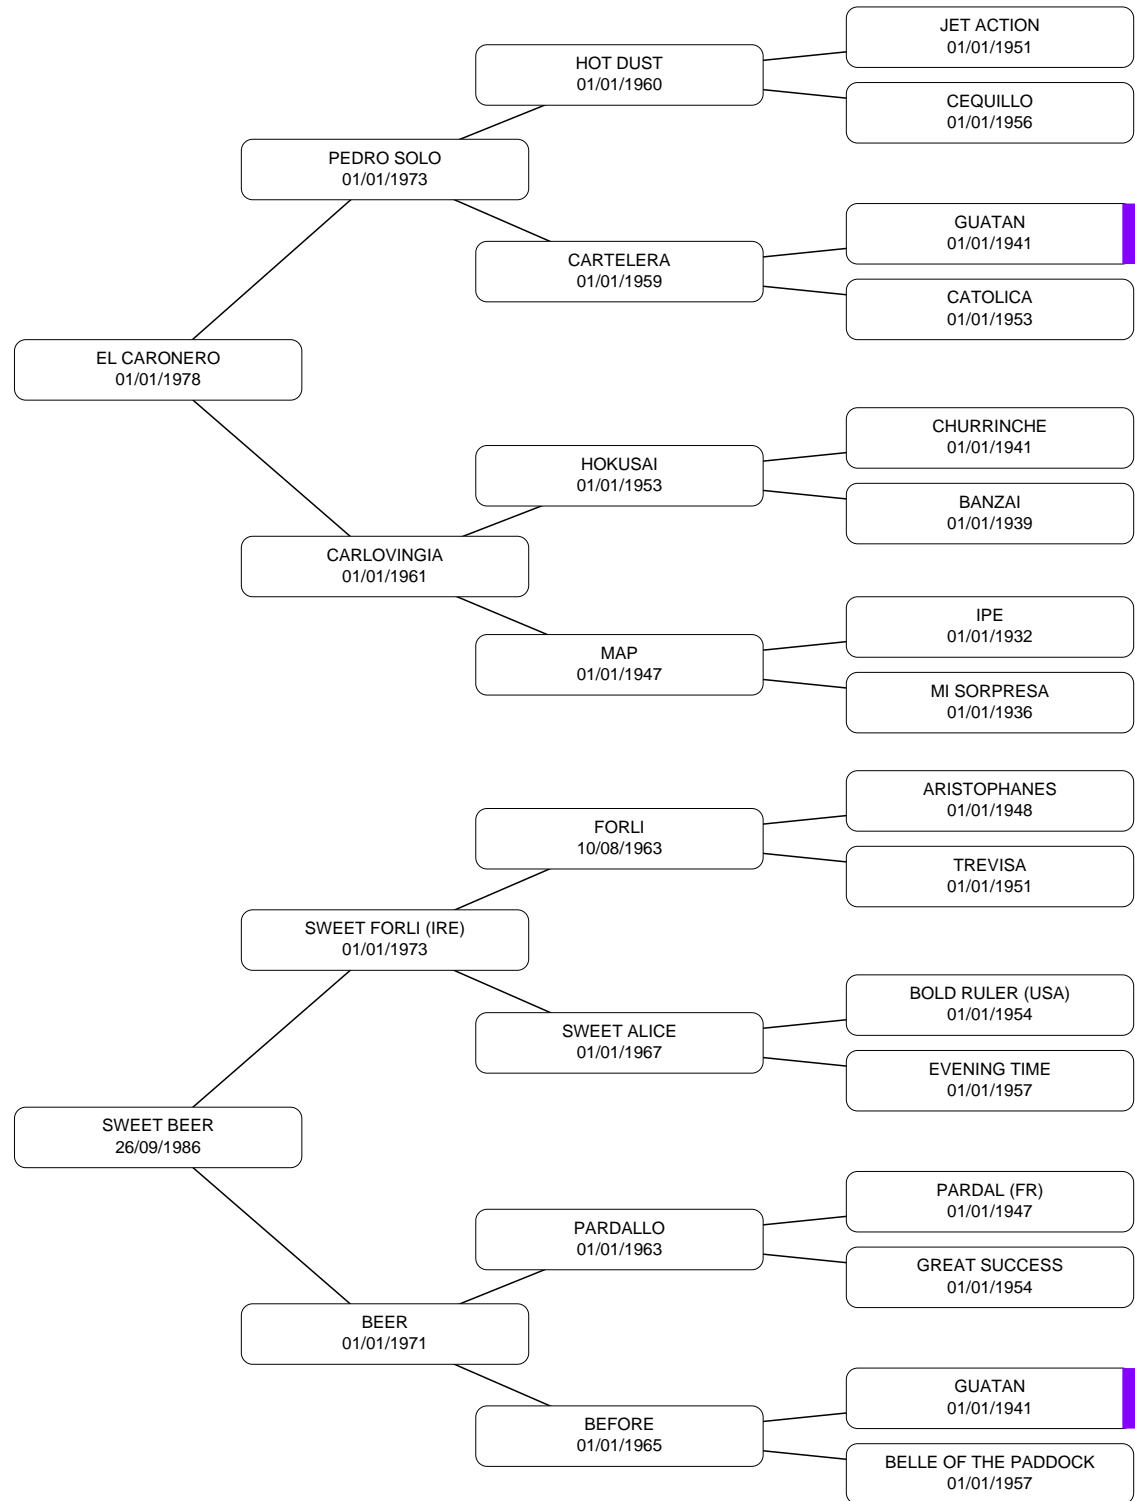 JET ACTION
01/01/1951
HOT DUST
01/01/1960
CEQUILLO
01/01/1956
PEDRO SOLO
01/01/1973
GUATAN
01/01/1941
CARTELERA
01/01/1959
CATOLICA
01/01/1953
EL CARONERO
01/01/1978
CHURRINCHE
01/01/1941
HOKUSAI
01/01/1953
BANZAI
01/01/1939
CARLOVINGIA
01/01/1961
IPE
01/01/1932
MAP
01/01/1947
MI SORPRESA
01/01/1936
ARISTOPHANES
01/01/1948
FORLI
10/08/1963
TREVISA
01/01/1951
SWEET FORLI (IRE)
01/01/1973
BOLD RULER (USA)
01/01/1954
SWEET ALICE
01/01/1967
EVENING TIME
01/01/1957
SWEET BEER
26/09/1986
PARDAL (FR)
01/01/1947
PARDALLO
01/01/1963
GREAT SUCCESS
01/01/1954
BEER
01/01/1971
GUATAN
01/01/1941
BEFORE
01/01/1965
BELLE OF THE PADDOCK
01/01/1957